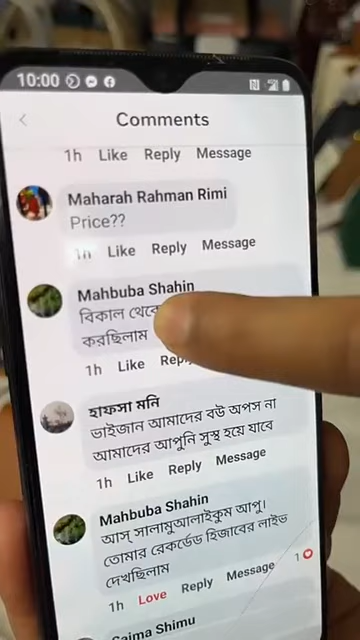 10:00
Comments
1h Like Reply Message
Maharah Rahman Rimi
Price??
1h Like Reply Message
Mahbuba Shahin
বিকাল থেকে
করছিলাম
1h Like
হাফসা মনি
ভাইজান আমাদের বউ অপস না
আমাদের আপুনি সুস্থ হয়ে যাবে
1h Like Reply Message
Mahbuba Shahin
আস্ সালামুআলাইকুম আপু।
তোমার রেকর্ডেড হিজাবের লাইভ
দেখছিলাম
1h Love Reply Message 1
Saima Shimu